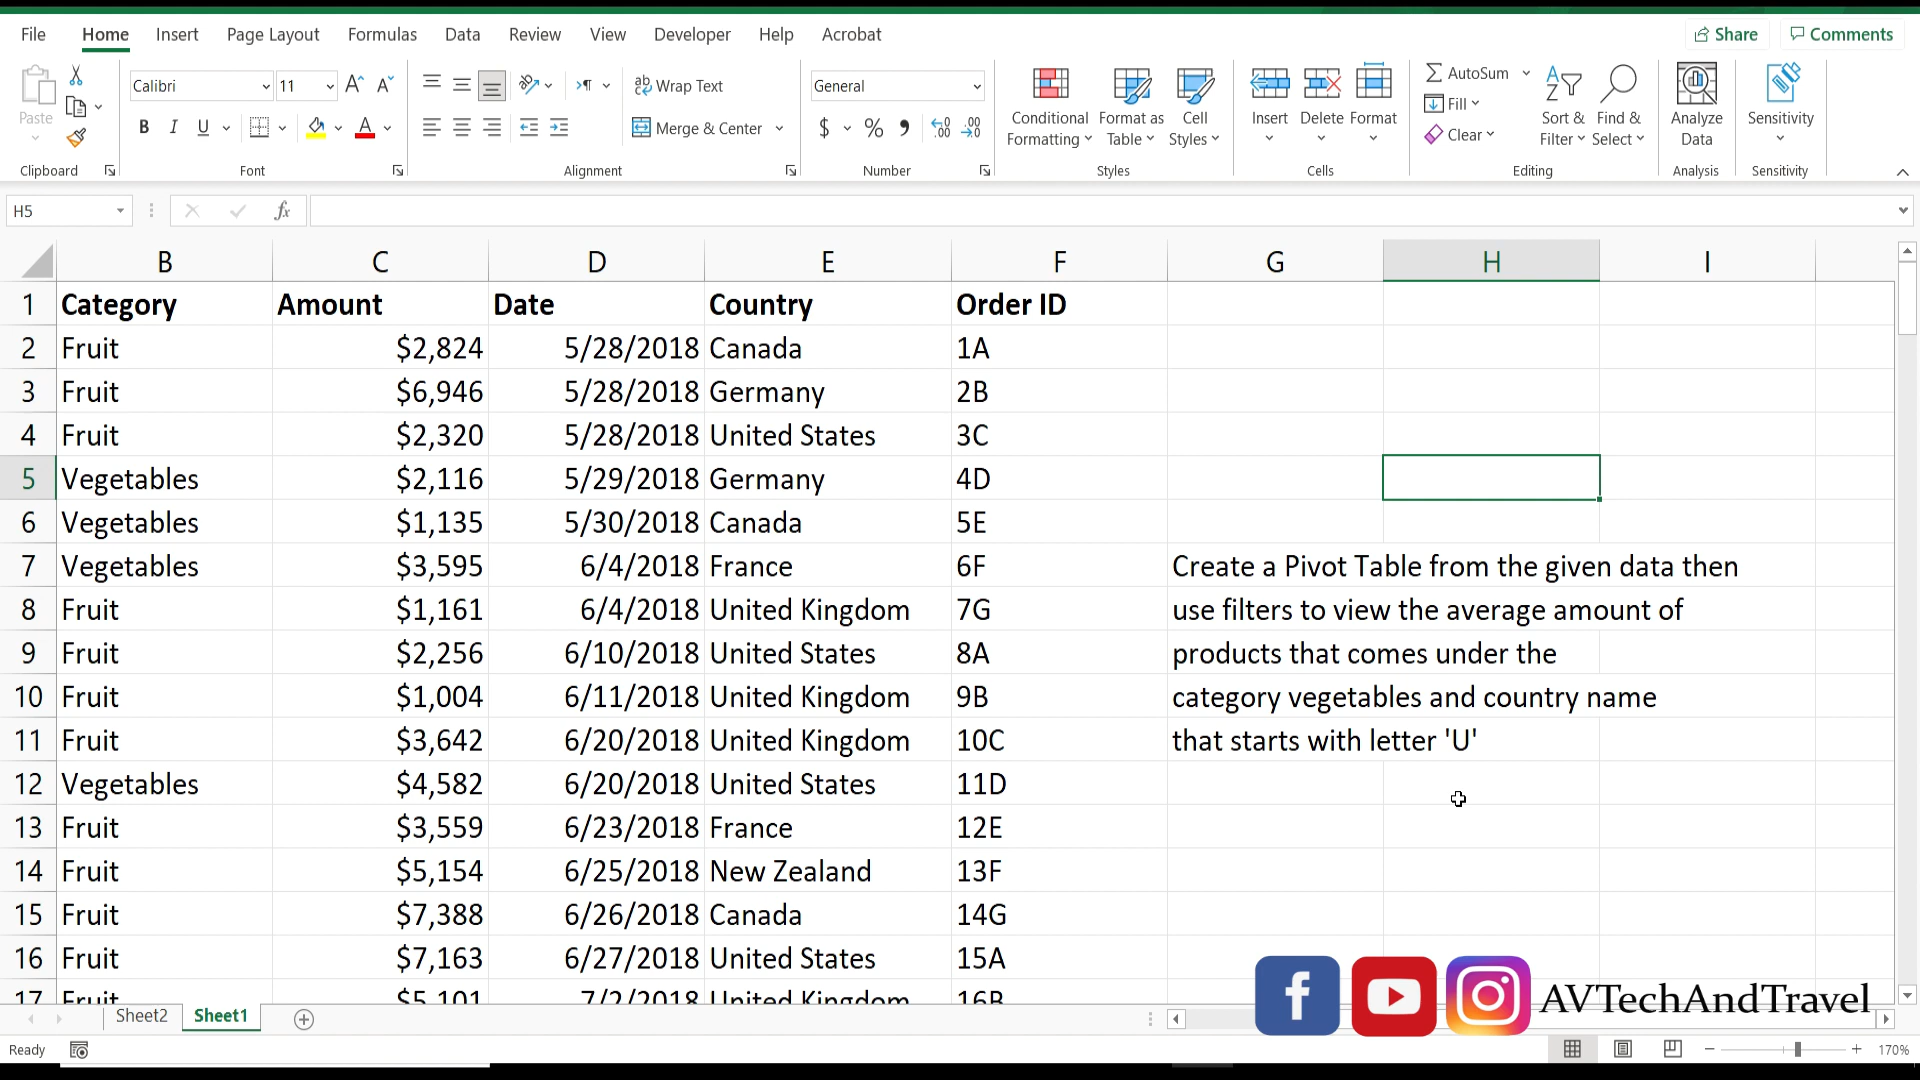 File Home Insert Page Layout Formulas Data Review View Developer Help Acrobat Share Comments
Paste Calibri 11 Wrap Text General Conditional Formatting Format as Table Cell Styles Insert Delete Format AutoSum Fill Clear Sort & Filter Find & Select Analyze Data Sensitivity
B I U A Merge & Center $ % 9
Clipboard Font Alignment Number Styles Cells Editing Analysis Sensitivity
H5 fx
B C D E F G H I
1 Category Amount Date Country Order ID
2 Fruit $2,824 5/28/2018 Canada 1A
3 Fruit $6,946 5/28/2018 Germany 2B
4 Fruit $2,320 5/28/2018 United States 3C
5 Vegetables $2,116 5/29/2018 Germany 4D
6 Vegetables $1,135 5/30/2018 Canada 5E
7 Vegetables $3,595 6/4/2018 France 6F Create a Pivot Table from the given data then
8 Fruit $1,161 6/4/2018 United Kingdom 7G use filters to view the average amount of
9 Fruit $2,256 6/10/2018 United States 8A products that comes under the
10 Fruit $1,004 6/11/2018 United Kingdom 9B category vegetables and country name
11 Fruit $3,642 6/20/2018 United Kingdom 10C that starts with letter 'U'
12 Vegetables $4,582 6/20/2018 United States 11D
13 Fruit $3,559 6/23/2018 France 12E
14 Fruit $5,154 6/25/2018 New Zealand 13F
15 Fruit $7,388 6/26/2018 Canada 14G
16 Fruit $7,163 6/27/2018 United States 15A
17 Fruit $5,101 7/2/2018 United Kingdom 16B
AVTechAndTravel
Sheet2 Sheet1
Ready 170%